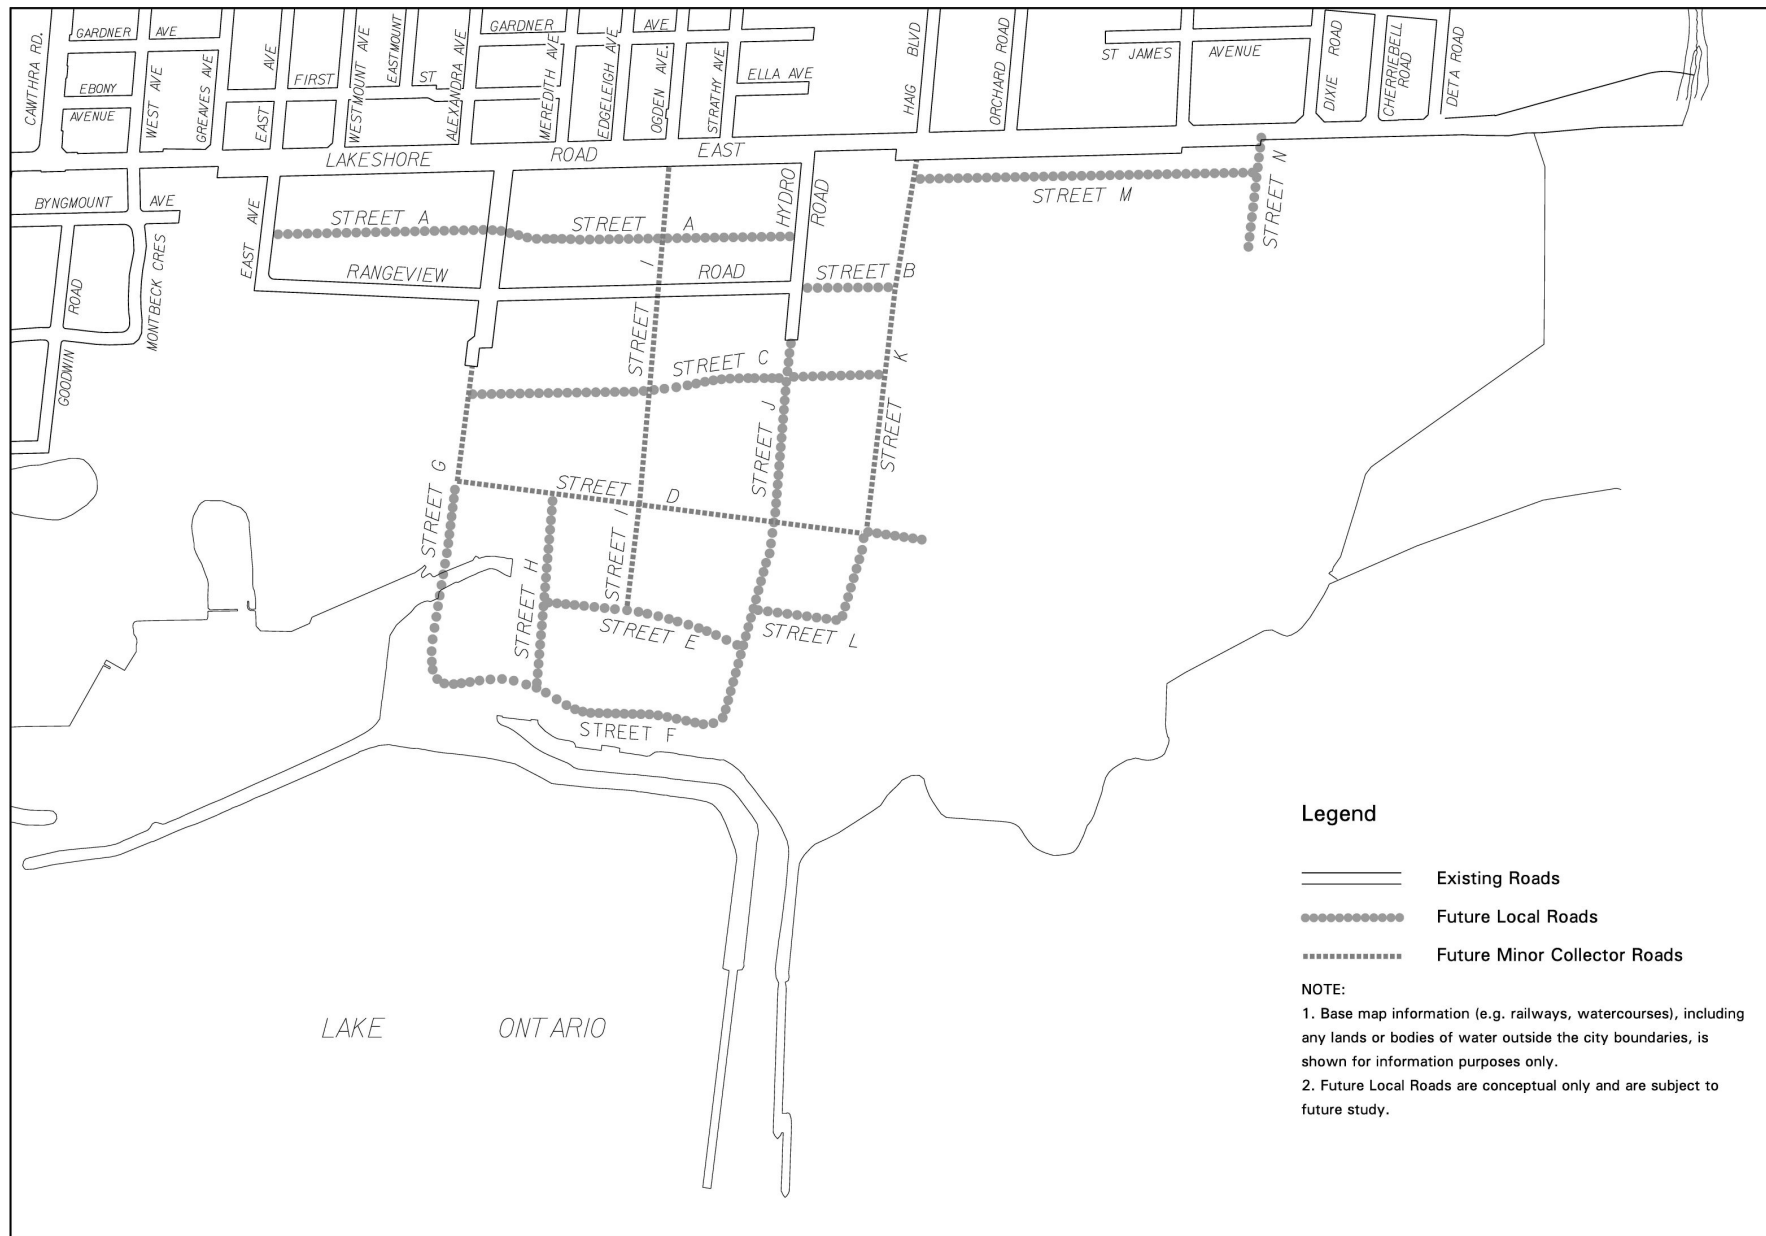 CAWTHRA RD.
GARDNER AVE
EBONY
AVENUE
WEST AVE
GREAVES AVE
EAST AVE
FIRST ST
WESTMOUNT AVE
EASTMOUNT
ALEXANDRA AVE
GARDNER AVE
MEREDITH AVE
EDGELEIGH AVE
OGDEN AVE.
STRATHY AVE
ELLA AVE
HAIG BLVD
ORCHARD ROAD
ST JAMES AVENUE
DIXIE ROAD
CHERRIEBELL
ROAD
DETA ROAD
LAKESHORE ROAD EAST
BYNGMOUNT AVE
MONTBECK CRES
GOODWIN ROAD
EAST AVE
STREET A
STREET A
HYDRO
ROAD
STREET M
STREET N
RANGEVIEW ROAD
STREET B
STREET I
STREET C
STREET K
STREET J
STREET G
STREET D
STREET I
STREET H
STREET E
STREET L
STREET F
LAKE ONTARIO
Legend
Existing Roads
Future Local Roads
Future Minor Collector Roads
NOTE:
1. Base map information (e.g. railways, watercourses), including
any lands or bodies of water outside the city boundaries, is
shown for information purposes only.
2. Future Local Roads are conceptual only and are subject to
future study.